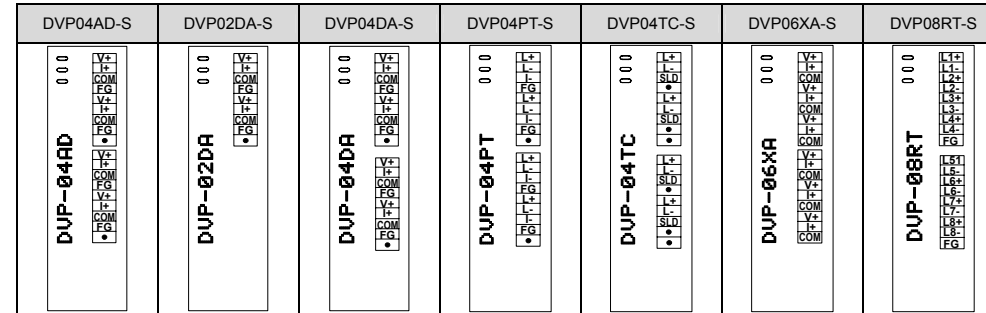 DVP04AD-S DVP02DA-S DVP04DA-S DVP04PT-S DVP04TC-S DVP06XA-S DVP08RT-S
DVP-04AD
V+
I+
COM
FG
V+
I+
COM
FG
●
V+
I+
COM
FG
V+
I+
COM
FG
●
DVP-02DA
V+
I+
COM
FG
V+
I+
COM
FG
●
DVP-04DA
V+
I+
COM
FG
V+
I+
COM
FG
●
V+
I+
COM
FG
V+
I+
COM
FG
●
DVP-04PT
L+
L-
I-
FG
L+
L-
I-
FG
●
L+
L-
I-
FG
L+
L-
I-
FG
●
DVP-04TC
L+
L-
SLD
●
L+
L-
SLD
●
●
L+
L-
SLD
●
L+
L-
SLD
●
●
DVP-06XA
V+
I+
COM
V+
I+
COM
V+
I+
COM
V+
I+
COM
V+
I+
COM
V+
I+
COM
DVP-08RT
L1+
L1-
L2+
L2-
L3+
L3-
L4+
L4-
FG
L51
L5-
L6+
L6-
L7+
L7-
L8+
L8-
FG